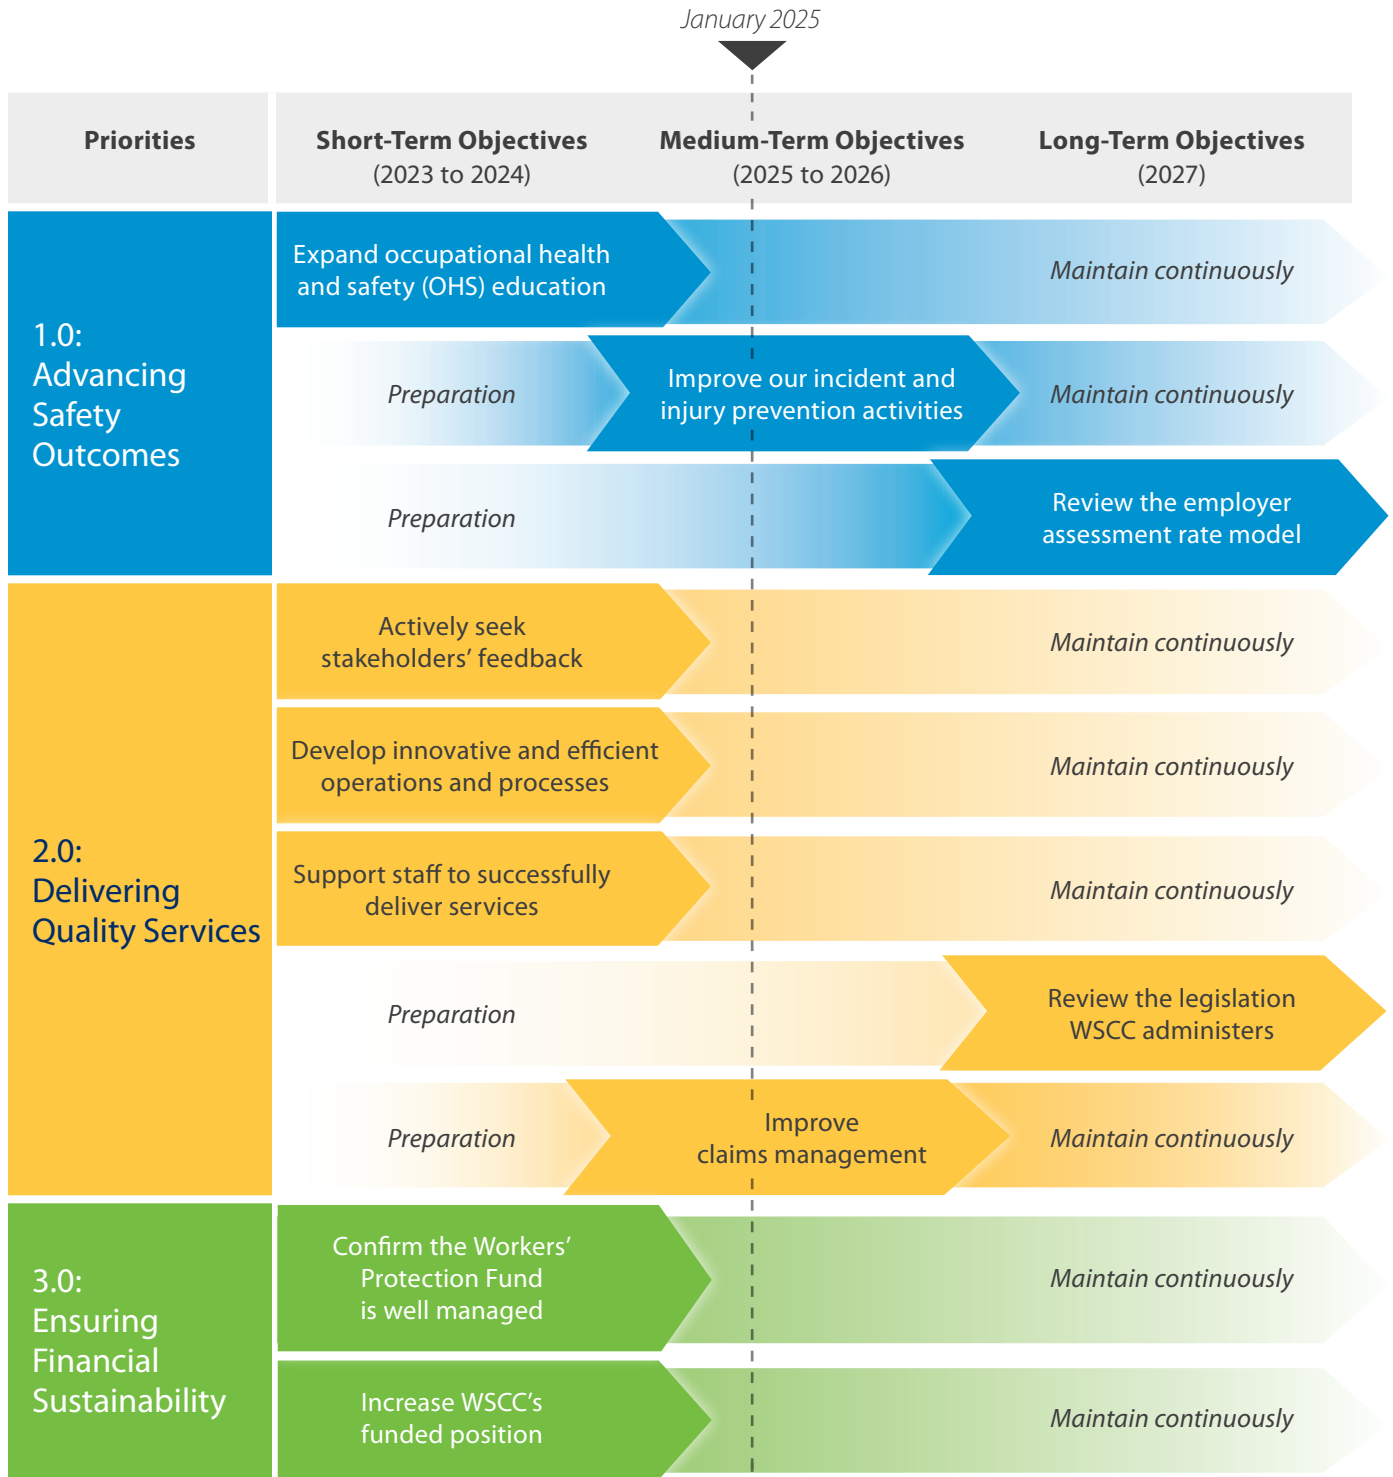 January 2025
Priorities
Short-Term Objectives
(2023 to 2024)
Medium-Term Objectives
(2025 to 2026)
Long-Term Objectives
(2027)
1.0:
Advancing
Safety
Outcomes
Expand occupational health
and safety (OHS) education
Maintain continuously
Preparation
Improve our incident and
injury prevention activities
Maintain continuously
Preparation
Review the employer
assessment rate model
2.0:
Delivering
Quality Services
Actively seek
stakeholders’ feedback
Maintain continuously
Develop innovative and efficient
operations and processes
Maintain continuously
Support staff to successfully
deliver services
Maintain continuously
Preparation
Review the legislation
WSCC administers
Preparation
Improve
claims management
Maintain continuously
3.0:
Ensuring
Financial
Sustainability
Confirm the Workers’
Protection Fund
is well managed
Maintain continuously
Increase WSCC’s
funded position
Maintain continuously